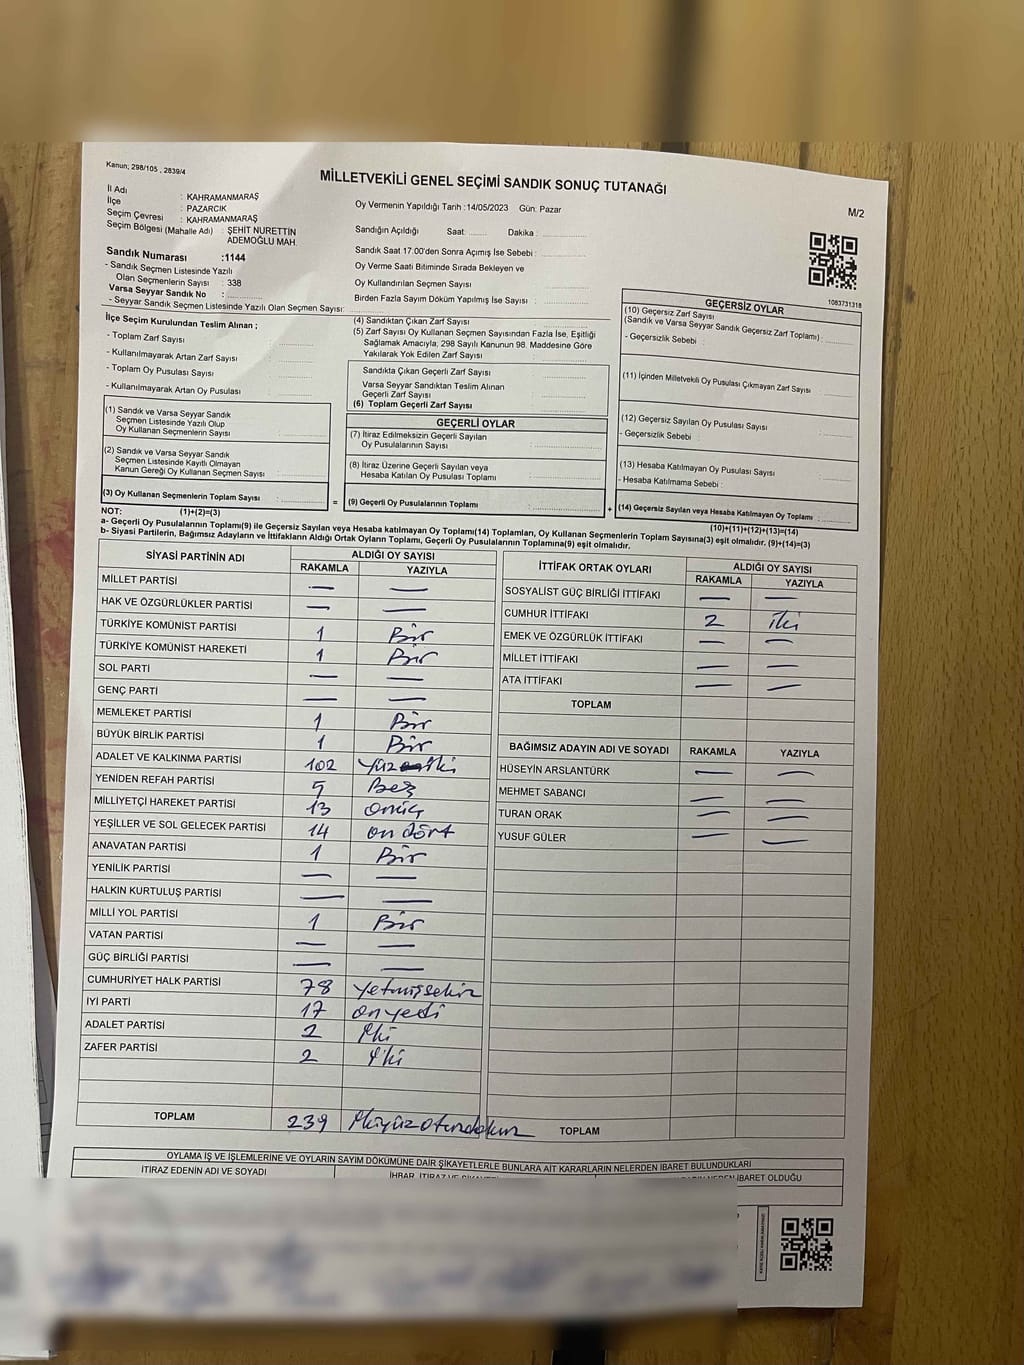 Kanun; 298/105 , 2839/4
MİLLETVEKİLİ GENEL SEÇİMİ SANDIK SONUÇ TUTANAĞI
M/2
İl Adı : KAHRAMANMARAŞ
İlçe : PAZARCIK
Seçim Çevresi : KAHRAMANMARAŞ
Seçim Bölgesi (Mahalle Adı) : ŞEHİT NURETTİN
ADEMOĞLU MAH.
Sandık Numarası :1144
- Sandık Seçmen Listesinde Yazılı
Olan Seçmenlerin Sayısı : 338
Varsa Seyyar Sandık No :
- Seyyar Sandık Seçmen Listesinde Yazılı Olan Seçmen Sayısı:
Oy Vermenin Yapıldığı Tarih :14/05/2023 Gün: Pazar
Sandığın Açıldığı Saat: Dakika :
Sandık Saat 17.00'den Sonra Açımış İse Sebebi :
Oy Verme Saati Bitiminde Sırada Bekleyen ve
Oy Kullandırılan Seçmen Sayısı :
Birden Fazla Sayım Döküm Yapılmış İse Sayısı :
1083731318
İlçe Seçim Kurulundan Teslim Alınan ;
- Toplam Zarf Sayısı :
- Kullanılmayarak Artan Zarf Sayısı :
- Toplam Oy Pusulası Sayısı :
- Kullanılmayarak Artan Oy Pusulası :
(1) Sandık ve Varsa Seyyar Sandık
Seçmen Listesinde Yazılı Olup
Oy Kullanan Seçmenlerin Sayısı :
(2) Sandık ve Varsa Seyyar Sandık
Seçmen Listesinde Kayıtlı Olmayan
Kanun Gereği Oy Kullanan Seçmen Sayısı :
(3) Oy Kullanan Seçmenlerin Toplam Sayısı :
(4) Sandıktan Çıkan Zarf Sayısı :
(5) Zarf Sayısı Oy Kullanan Seçmen Sayısından Fazla İse, Eşitliği
Sağlamak Amacıyla, 298 Sayılı Kanunun 98. Maddesine Göre
Yakılarak Yok Edilen Zarf Sayısı :
Sandıkta Çıkan Geçerli Zarf Sayısı :
Varsa Seyyar Sandıktan Teslim Alınan
Geçerli Zarf Sayısı :
(6) Toplam Geçerli Zarf Sayısı :
GEÇERLİ OYLAR
(7) İtiraz Edilmeksizin Geçerli Sayılan
Oy Pusulalarının Sayısı :
(8) İtiraz Üzerine Geçerli Sayılan veya
Hesaba Katılan Oy Pusulası Toplamı :
=
(9) Geçerli Oy Pusulalarının Toplamı :
+
GEÇERSİZ OYLAR
(10) Geçersiz Zarf Sayısı
(Sandık ve Varsa Seyyar Sandık Geçersiz Zarf Toplamı) :
- Geçersizlik Sebebi :
(11) İçinden Milletvekili Oy Pusulası Çıkmayan Zarf Sayısı
(12) Geçersiz Sayılan Oy Pusulası Sayısı :
- Geçersizlik Sebebi :
(13) Hesaba Katılmayan Oy Pusulası Sayısı :
- Hesaba Katılmama Sebebi :
(14) Geçersiz Sayılan veya Hesaba Katılmayan Oy Toplamı :
NOT: (1)+(2)=(3)
(10)+(11)+(12)+(13)=(14)
a- Geçerli Oy Pusulalarının Toplamı(9) ile Geçersiz Sayılan veya Hesaba katılmayan Oy Toplamı(14) Toplamları, Oy Kullanan Seçmenlerin Toplam Sayısına(3) eşit olmalıdır. (9)+(14)=(3)
b- Siyasi Partilerin, Bağımsız Adayların ve İttifakların Aldığı Ortak Oyların Toplamı, Geçerli Oy Pusulalarının Toplamına(9) eşit olmalıdır.
SİYASİ PARTİNİN ADI ALDIĞI OY SAYISI
RAKAMLA YAZIYLA
MİLLET PARTİSİ — —
HAK VE ÖZGÜRLÜKLER PARTİSİ — —
TÜRKİYE KOMÜNİST PARTİSİ 1 Bir
TÜRKİYE KOMÜNİST HAREKETİ 1 Bir
SOL PARTİ — —
GENÇ PARTİ — —
MEMLEKET PARTİSİ 1 Bir
BÜYÜK BİRLİK PARTİSİ 1 Bir
ADALET VE KALKINMA PARTİSİ 102 Yüz iki
YENİDEN REFAH PARTİSİ 5 Beş
MİLLİYETÇİ HAREKET PARTİSİ 13 onüç
YEŞİLLER VE SOL GELECEK PARTİSİ 14 on dört
ANAVATAN PARTİSİ 1 Bir
YENİLİK PARTİSİ — —
HALKIN KURTULUŞ PARTİSİ — —
MİLLİ YOL PARTİSİ 1 Bir
VATAN PARTİSİ — —
GÜÇ BİRLİĞİ PARTİSİ — —
CUMHURİYET HALK PARTİSİ 78 Yetmişsekiz
İYİ PARTİ 17 onyedi
ADALET PARTİSİ 2 İki
ZAFER PARTİSİ 2 İki
TOPLAM 239 İkiyüzotuzdokuz
İTTİFAK ORTAK OYLARI ALDIĞI OY SAYISI
RAKAMLA YAZIYLA
SOSYALİST GÜÇ BİRLİĞİ İTTİFAKI — —
CUMHUR İTTİFAKI 2 iki
EMEK VE ÖZGÜRLÜK İTTİFAKI — —
MİLLET İTTİFAKI — —
ATA İTTİFAKI — —
TOPLAM
BAĞIMSIZ ADAYIN ADI VE SOYADI RAKAMLA YAZIYLA
HÜSEYİN ARSLANTÜRK — —
MEHMET SABANCI — —
TURAN ORAK — —
YUSUF GÜLER — —
TOPLAM
OYLAMA İŞ VE İŞLEMLERİNE VE OYLARIN SAYIM DÖKÜMÜNE DAİR ŞİKAYETLERLE BUNLARA AİT KARARLARIN NELERDEN İBARET BULUNDUKLARI
İTİRAZ EDENİN ADI VE SOYADI
İBARET OLDUĞU